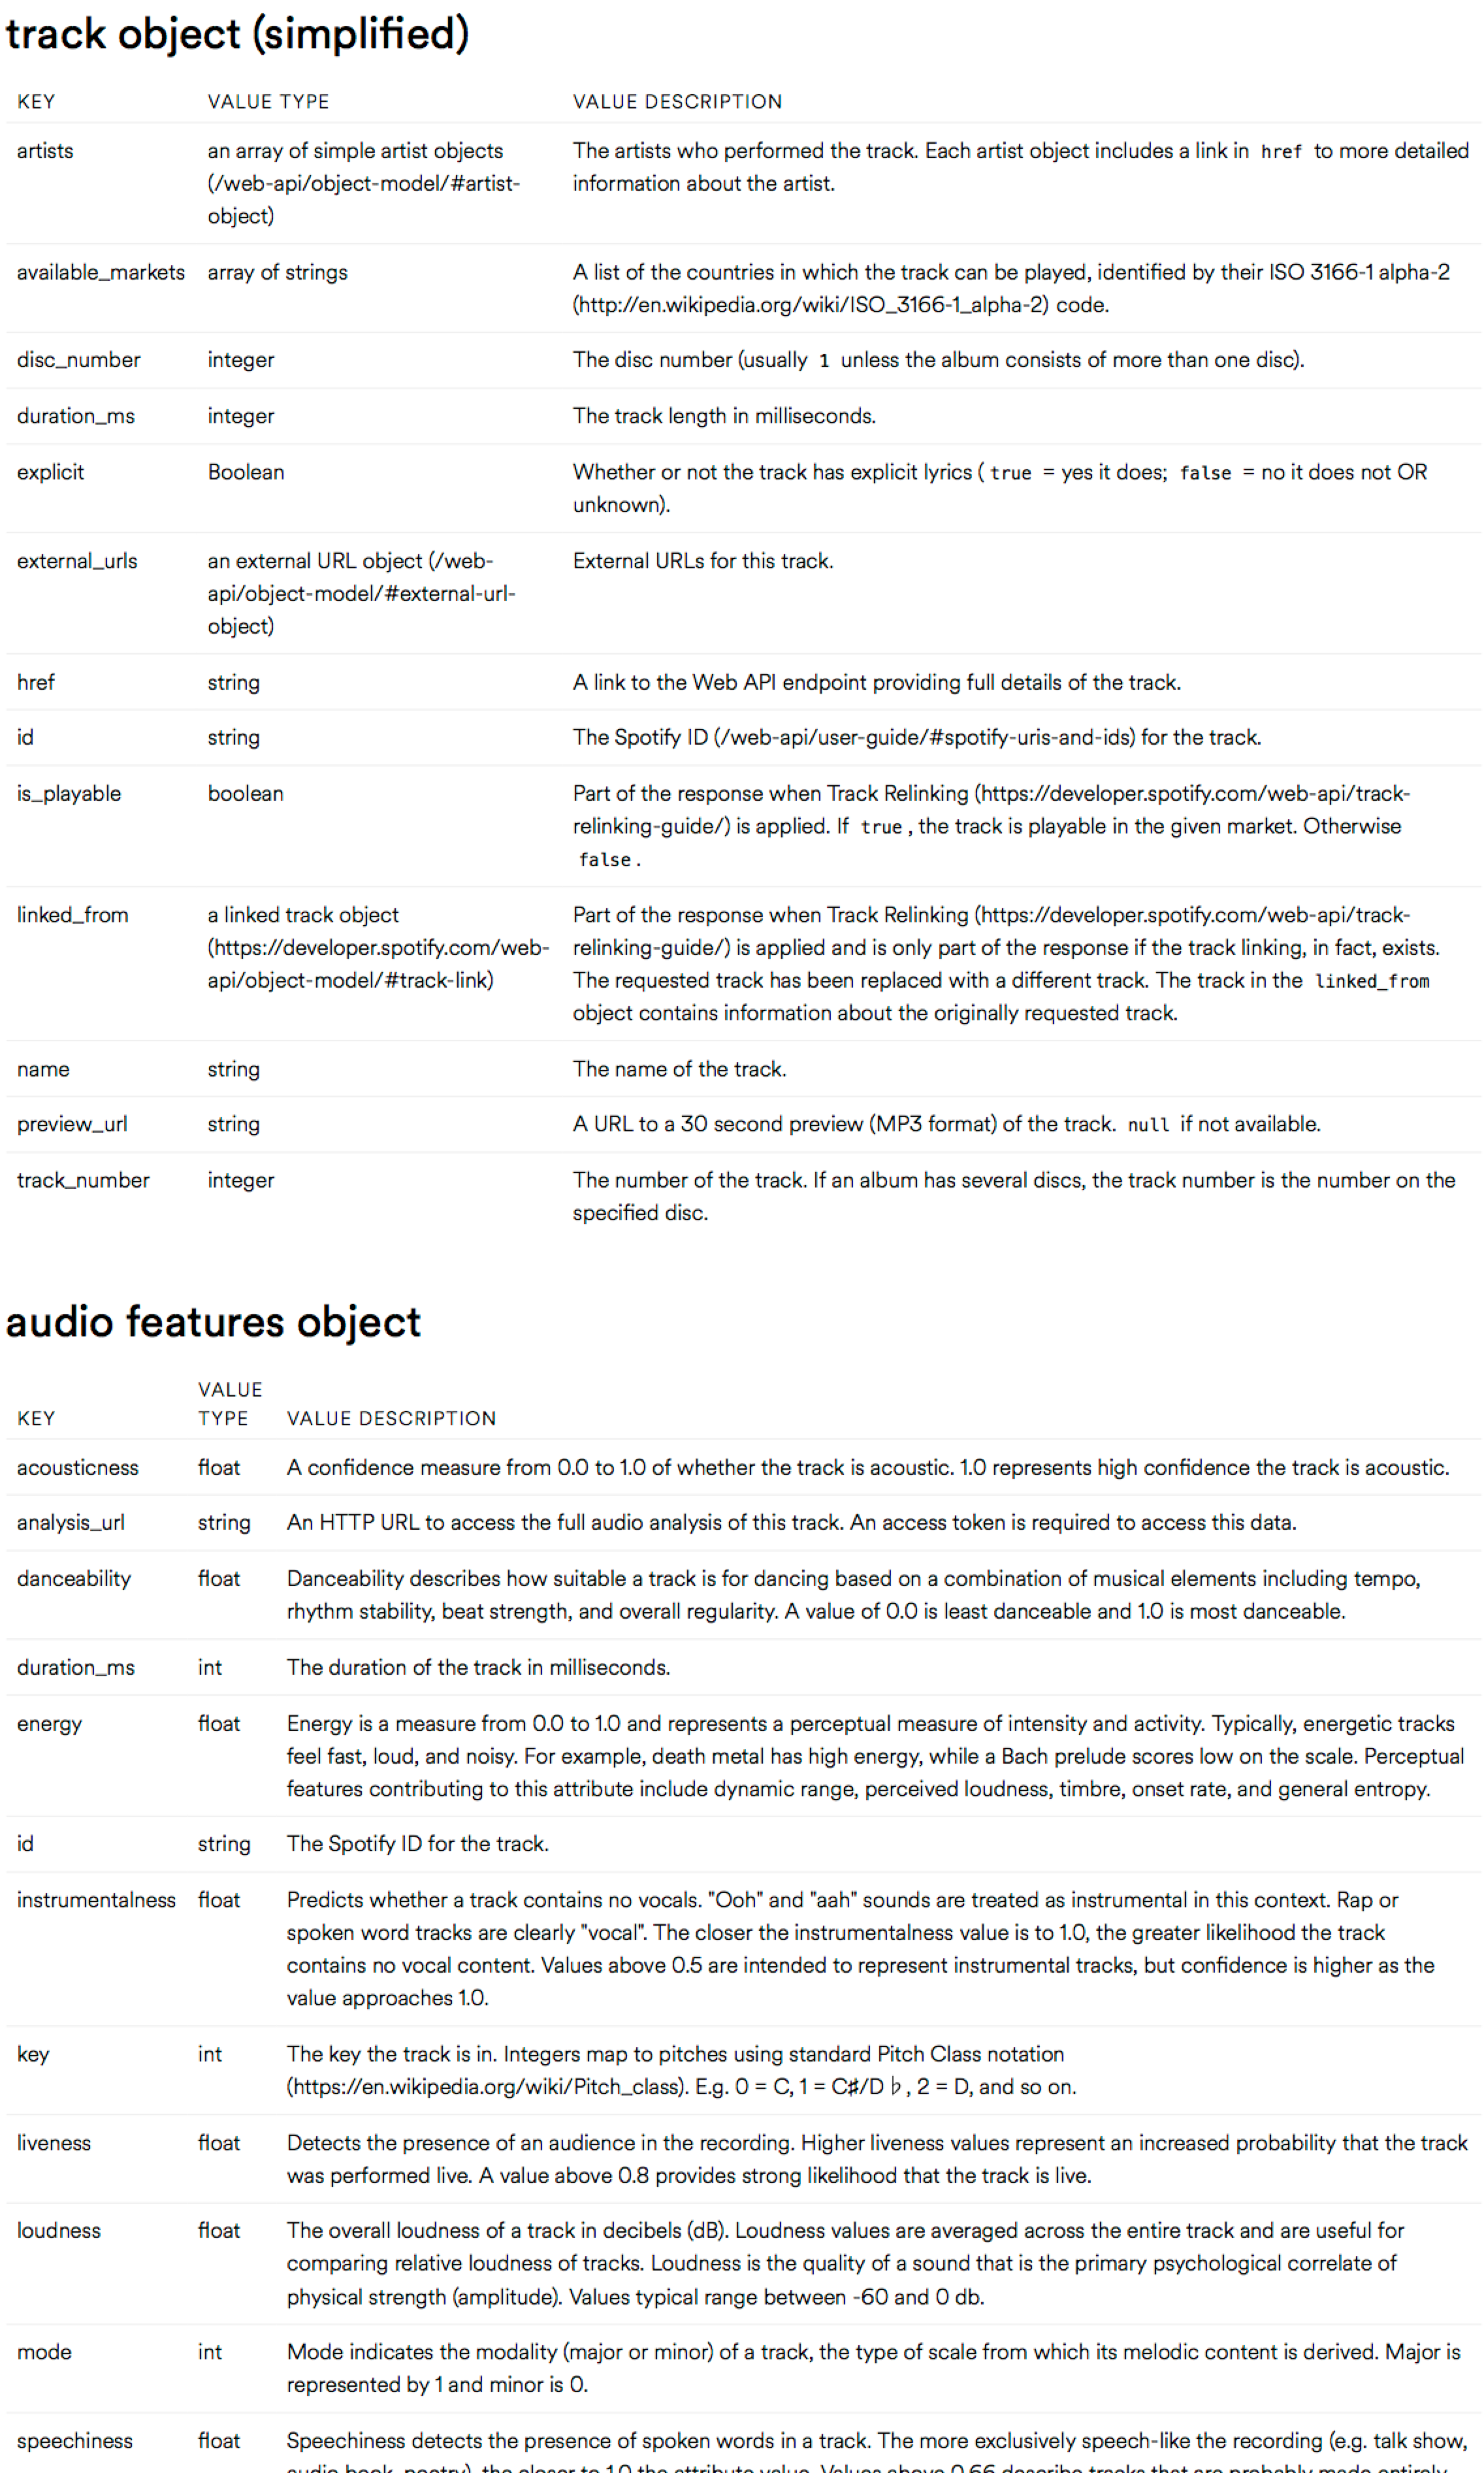 track object (simplified)
KEY VALUE TYPE VALUE DESCRIPTION
artists an array of simple artist objects The artists who performed the track. Each artist object includes a link in href to more detailed
(/web-api/object-model/#artist- information about the artist.
object)
available_markets array of strings A list of the countries in which the track can be played, identified by their ISO 3166-1 alpha-2
(http://en.wikipedia.org/wiki/ISO_3166-1_alpha-2) code.
disc_number integer The disc number (usually 1 unless the album consists of more than one disc).
duration_ms integer The track length in milliseconds.
explicit Boolean Whether or not the track has explicit lyrics ( true = yes it does; false = no it does not OR
unknown).
external_urls an external URL object (/web- External URLs for this track.
api/object-model/#external-url-
object)
href string A link to the Web API endpoint providing full details of the track.
id string The Spotify ID (/web-api/user-guide/#spotify-uris-and-ids) for the track.
is_playable boolean Part of the response when Track Relinking (https://developer.spotify.com/web-api/track-
relinking-guide/) is applied. If true , the track is playable in the given market. Otherwise
false .
linked_from a linked track object Part of the response when Track Relinking (https://developer.spotify.com/web-api/track-
(https://developer.spotify.com/web- relinking-guide/) is applied and is only part of the response if the track linking, in fact, exists.
api/object-model/#track-link) The requested track has been replaced with a different track. The track in the linked_from
object contains information about the originally requested track.
name string The name of the track.
preview_url string A URL to a 30 second preview (MP3 format) of the track. null if not available.
track_number integer The number of the track. If an album has several discs, the track number is the number on the
specified disc.
audio features object
VALUE
KEY TYPE VALUE DESCRIPTION
acousticness float A confidence measure from 0.0 to 1.0 of whether the track is acoustic. 1.0 represents high confidence the track is acoustic.
analysis_url string An HTTP URL to access the full audio analysis of this track. An access token is required to access this data.
danceability float Danceability describes how suitable a track is for dancing based on a combination of musical elements including tempo,
rhythm stability, beat strength, and overall regularity. A value of 0.0 is least danceable and 1.0 is most danceable.
duration_ms int The duration of the track in milliseconds.
energy float Energy is a measure from 0.0 to 1.0 and represents a perceptual measure of intensity and activity. Typically, energetic tracks
feel fast, loud, and noisy. For example, death metal has high energy, while a Bach prelude scores low on the scale. Perceptual
features contributing to this attribute include dynamic range, perceived loudness, timbre, onset rate, and general entropy.
id string The Spotify ID for the track.
instrumentalness float Predicts whether a track contains no vocals. "Ooh" and "aah" sounds are treated as instrumental in this context. Rap or
spoken word tracks are clearly "vocal". The closer the instrumentalness value is to 1.0, the greater likelihood the track
contains no vocal content. Values above 0.5 are intended to represent instrumental tracks, but confidence is higher as the
value approaches 1.0.
key int The key the track is in. Integers map to pitches using standard Pitch Class notation
(https://en.wikipedia.org/wiki/Pitch_class). E.g. 0 = C, 1 = C♯/D♭, 2 = D, and so on.
liveness float Detects the presence of an audience in the recording. Higher liveness values represent an increased probability that the track
was performed live. A value above 0.8 provides strong likelihood that the track is live.
loudness float The overall loudness of a track in decibels (dB). Loudness values are averaged across the entire track and are useful for
comparing relative loudness of tracks. Loudness is the quality of a sound that is the primary psychological correlate of
physical strength (amplitude). Values typical range between -60 and 0 db.
mode int Mode indicates the modality (major or minor) of a track, the type of scale from which its melodic content is derived. Major is
represented by 1 and minor is 0.
speechiness float Speechiness detects the presence of spoken words in a track. The more exclusively speech-like the recording (e.g. talk show,
audio book, poetry), the closer to 1.0 the attribute value. Values above 0.66 describe tracks that are probably made entirely